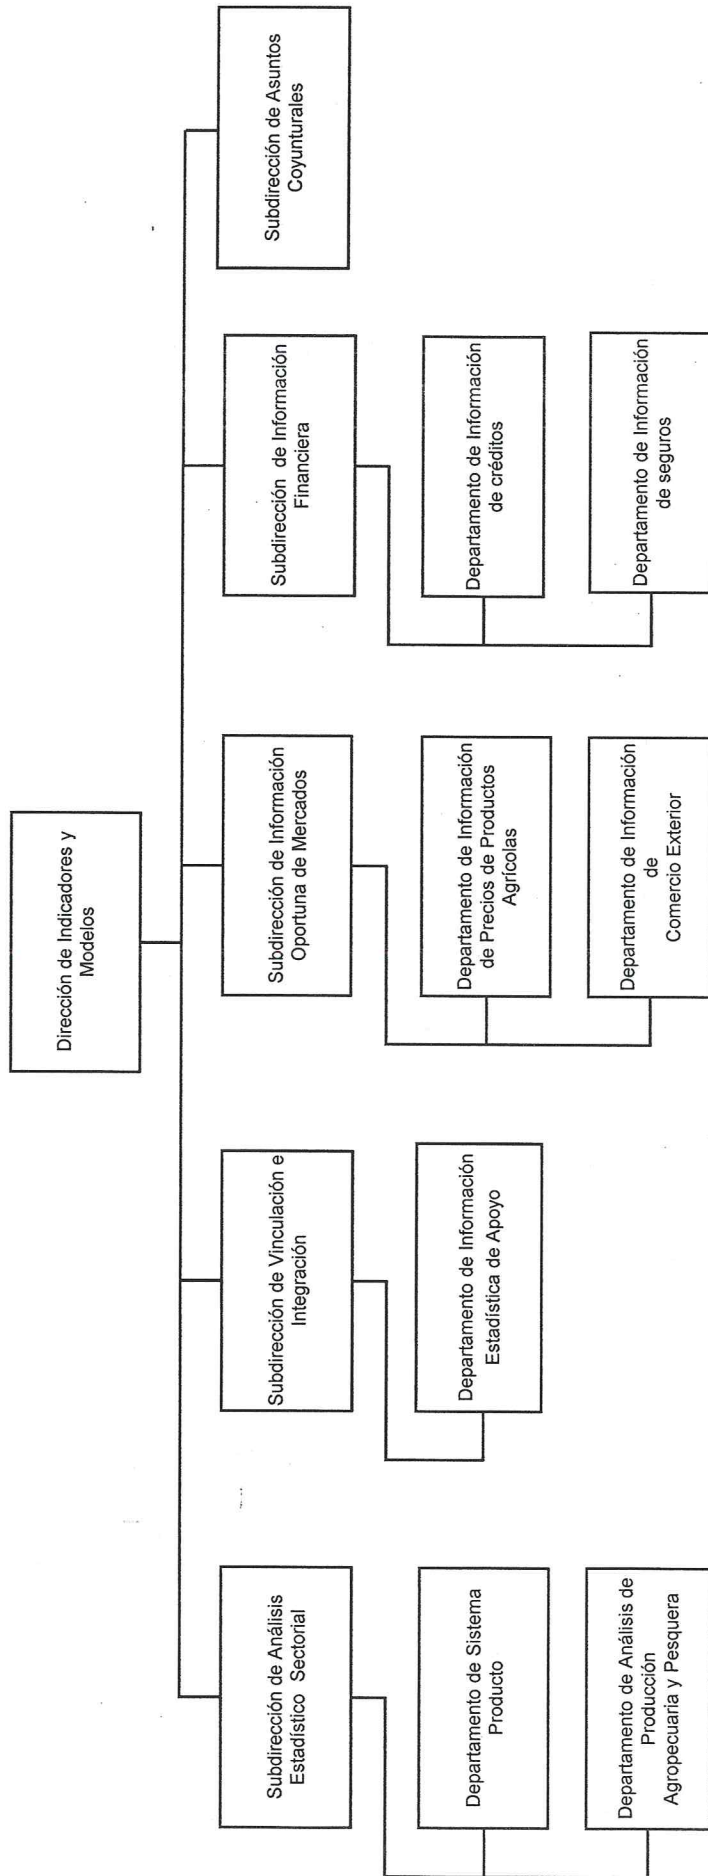 Dirección de Indicadores y
Modelos
Subdirección de Análisis
Estadístico Sectorial
Subdirección de Vinculación e
Integración
Subdirección de Información
Oportuna de Mercados
Subdirección de Información
Financiera
Subdirección de Asuntos
Coyunturales
Departamento de Sistema
Producto
Departamento de Información
Estadística de Apoyo
Departamento de Información
de Precios de Productos
Agrícolas
Departamento de Información
de créditos
Departamento de Análisis de
Producción
Agropecuaria y Pesquera
Departamento de Información
de
Comercio Exterior
Departamento de Información
de seguros